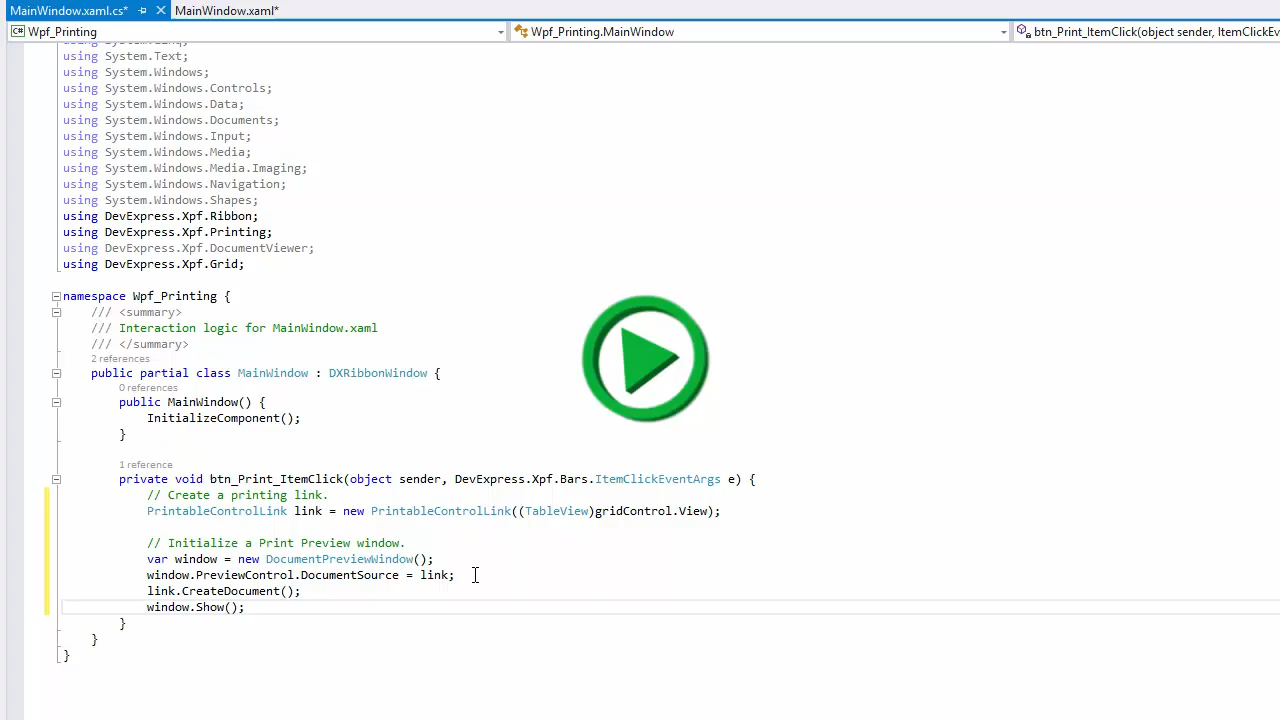 MainWindow.xaml.cs* MainWindow.xaml*
C# Wpf_Printing Wpf_Printing.MainWindow btn_Print_ItemClick(object sender, ItemClickEv
using System.Linq;
using System.Text;
using System.Windows;
using System.Windows.Controls;
using System.Windows.Data;
using System.Windows.Documents;
using System.Windows.Input;
using System.Windows.Media;
using System.Windows.Media.Imaging;
using System.Windows.Navigation;
using System.Windows.Shapes;
using DevExpress.Xpf.Ribbon;
using DevExpress.Xpf.Printing;
using DevExpress.Xpf.DocumentViewer;
using DevExpress.Xpf.Grid;
namespace Wpf_Printing {
/// <summary>
/// Interaction logic for MainWindow.xaml
/// </summary>
2 references
public partial class MainWindow : DXRibbonWindow {
0 references
public MainWindow() {
InitializeComponent();
}
1 reference
private void btn_Print_ItemClick(object sender, DevExpress.Xpf.Bars.ItemClickEventArgs e) {
// Create a printing link.
PrintableControlLink link = new PrintableControlLink((TableView)gridControl.View);
// Initialize a Print Preview window.
var window = new DocumentPreviewWindow();
window.PreviewControl.DocumentSource = link;
link.CreateDocument();
window.Show();
}
}
}